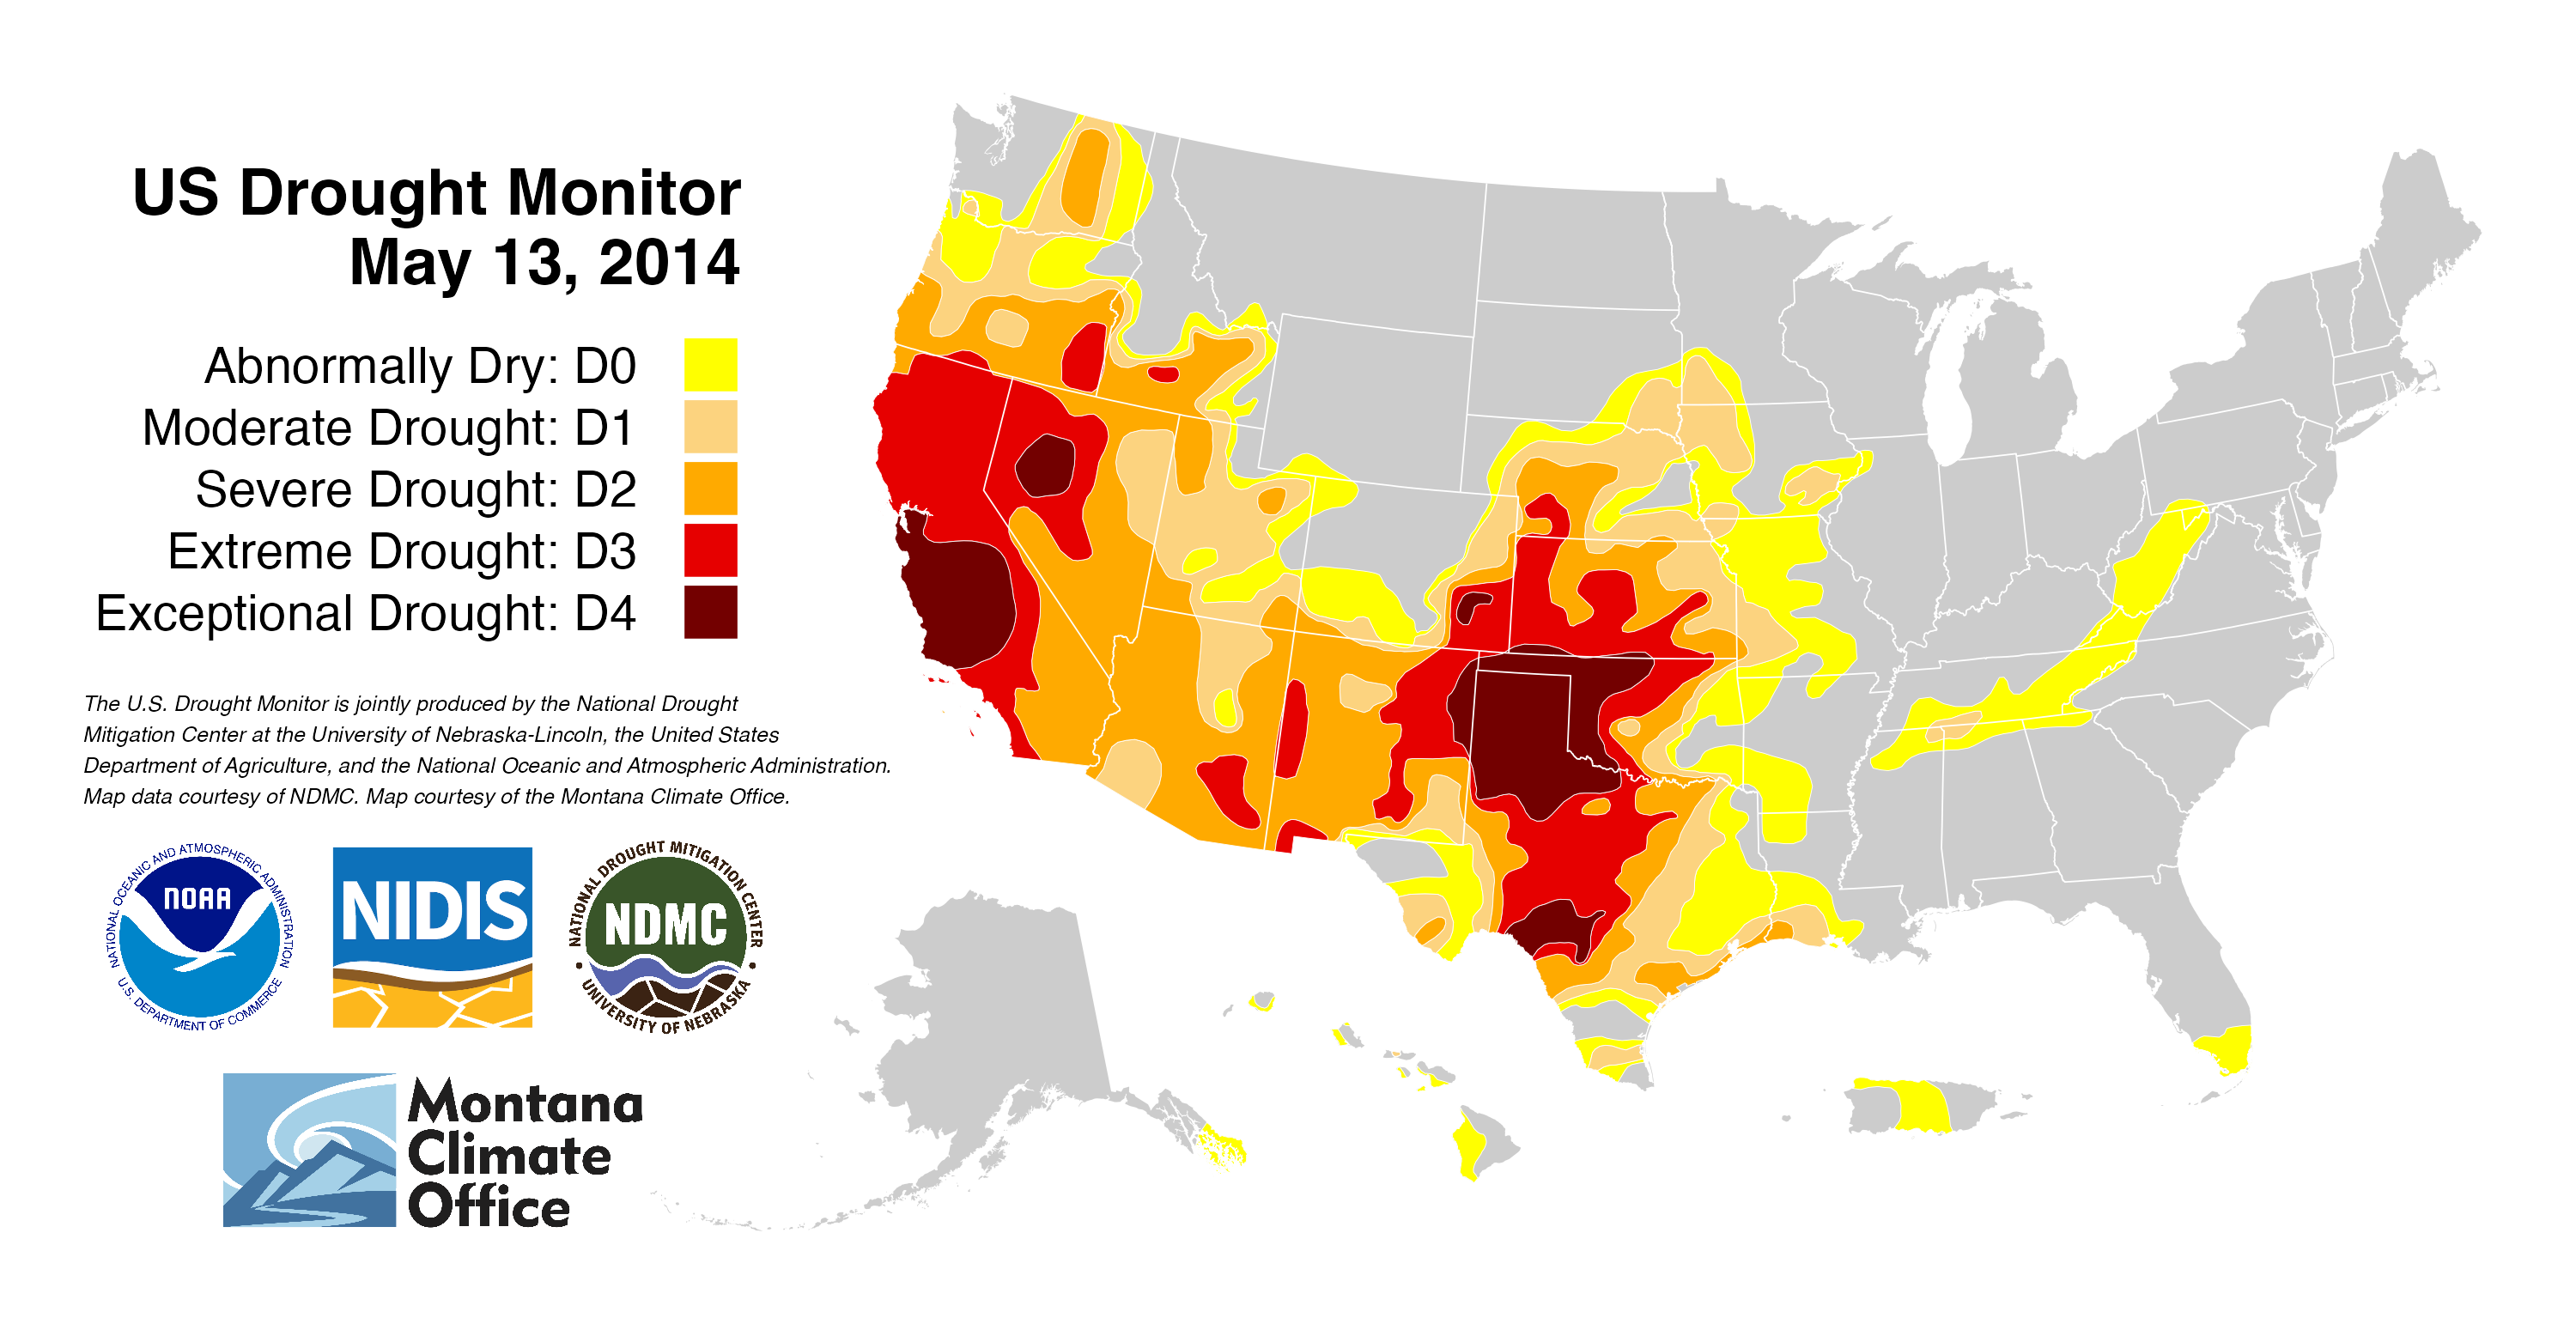 US Drought Monitor
May 13, 2014
Abnormally Dry: D0
Moderate Drought: D1
Severe Drought: D2
Extreme Drought: D3
Exceptional Drought: D4
The U.S. Drought Monitor is jointly produced by the National Drought
Mitigation Center at the University of Nebraska-Lincoln, the United States
Department of Agriculture, and the National Oceanic and Atmospheric Administration.
Map data courtesy of NDMC. Map courtesy of the Montana Climate Office.
NATIONAL OCEANIC AND ATMOSPHERIC ADMINISTRATION
NOAA
U.S. DEPARTMENT OF COMMERCE
NIDIS
NATIONAL DROUGHT MITIGATION CENTER
NDMC
UNIVERSITY OF NEBRASKA
Montana
Climate
Office